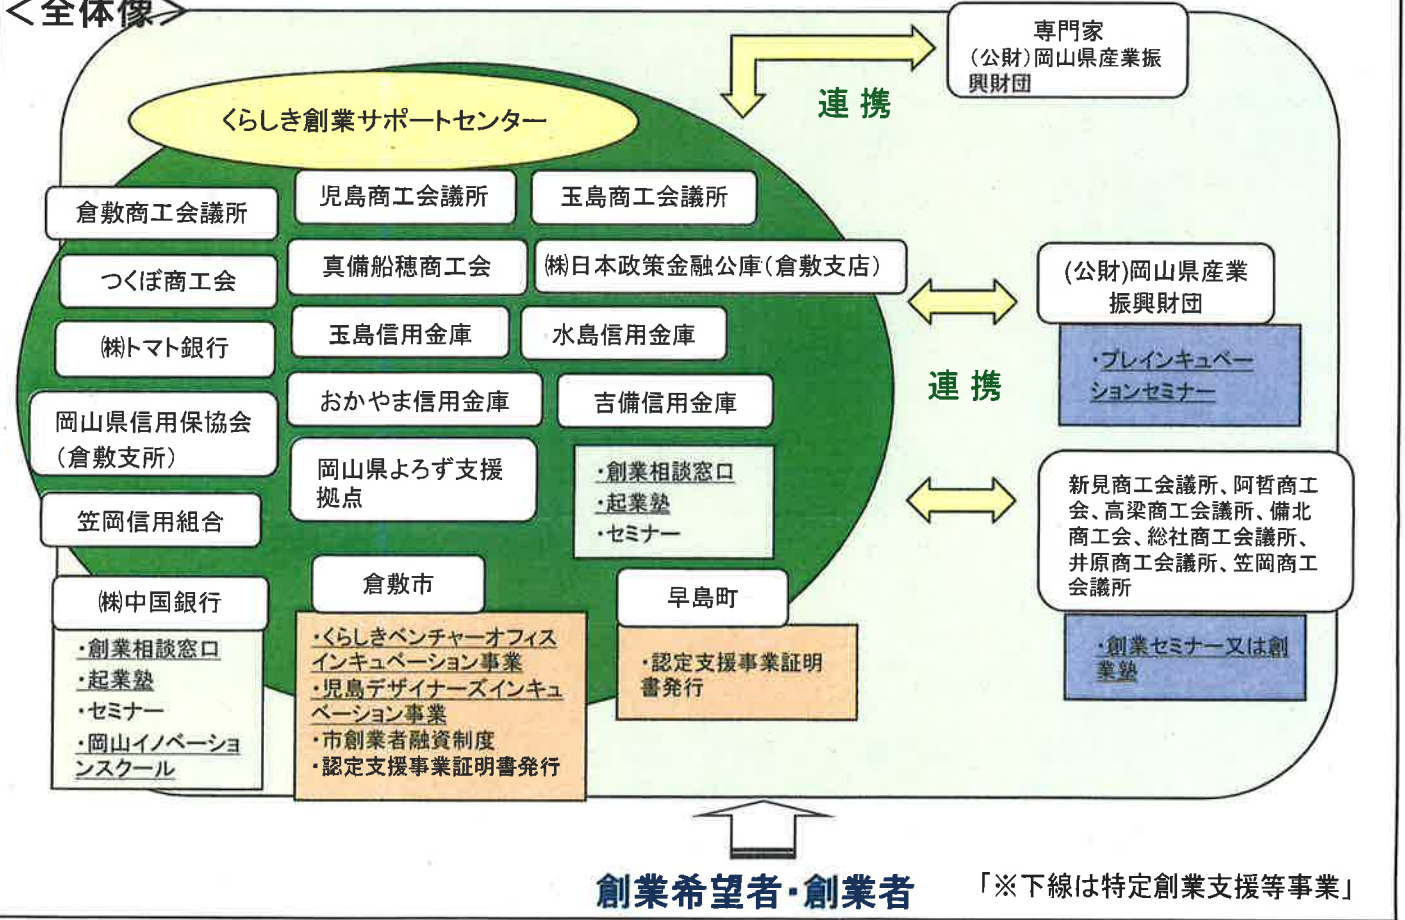 ＜全体像＞
専門家
(公財)岡山県産業振
興財団
連携
くらしき創業サポートセンター
倉敷商工会議所
児島商工会議所
玉島商工会議所
つくぼ商工会
真備船穂商工会
㈱日本政策金融公庫(倉敷支店)
㈱トマト銀行
玉島信用金庫
水島信用金庫
岡山県信用保協会
(倉敷支所)
おかやま信用金庫
吉備信用金庫
岡山県よろず支援
拠点
・創業相談窓口
・起業塾
・セミナー
笠岡信用組合
㈱中国銀行
・創業相談窓口
・起業塾
・セミナー
・岡山イノベーショ
ンスクール
倉敷市
・くらしきベンチャーオフィス
インキュベーション事業
・児島デザイナーズインキュ
ベーション事業
・市創業者融資制度
・認定支援事業証明書発行
早島町
・認定支援事業証明
書発行
連携
(公財)岡山県産業
振興財団
・プレインキュベー
ションセミナー
新見商工会議所、阿哲商工
会、高梁商工会議所、備北
商工会、総社商工会議所、
井原商工会議所、笠岡商工
会議所
・創業セミナー又は創
業塾
創業希望者・創業者
「※下線は特定創業支援等事業」